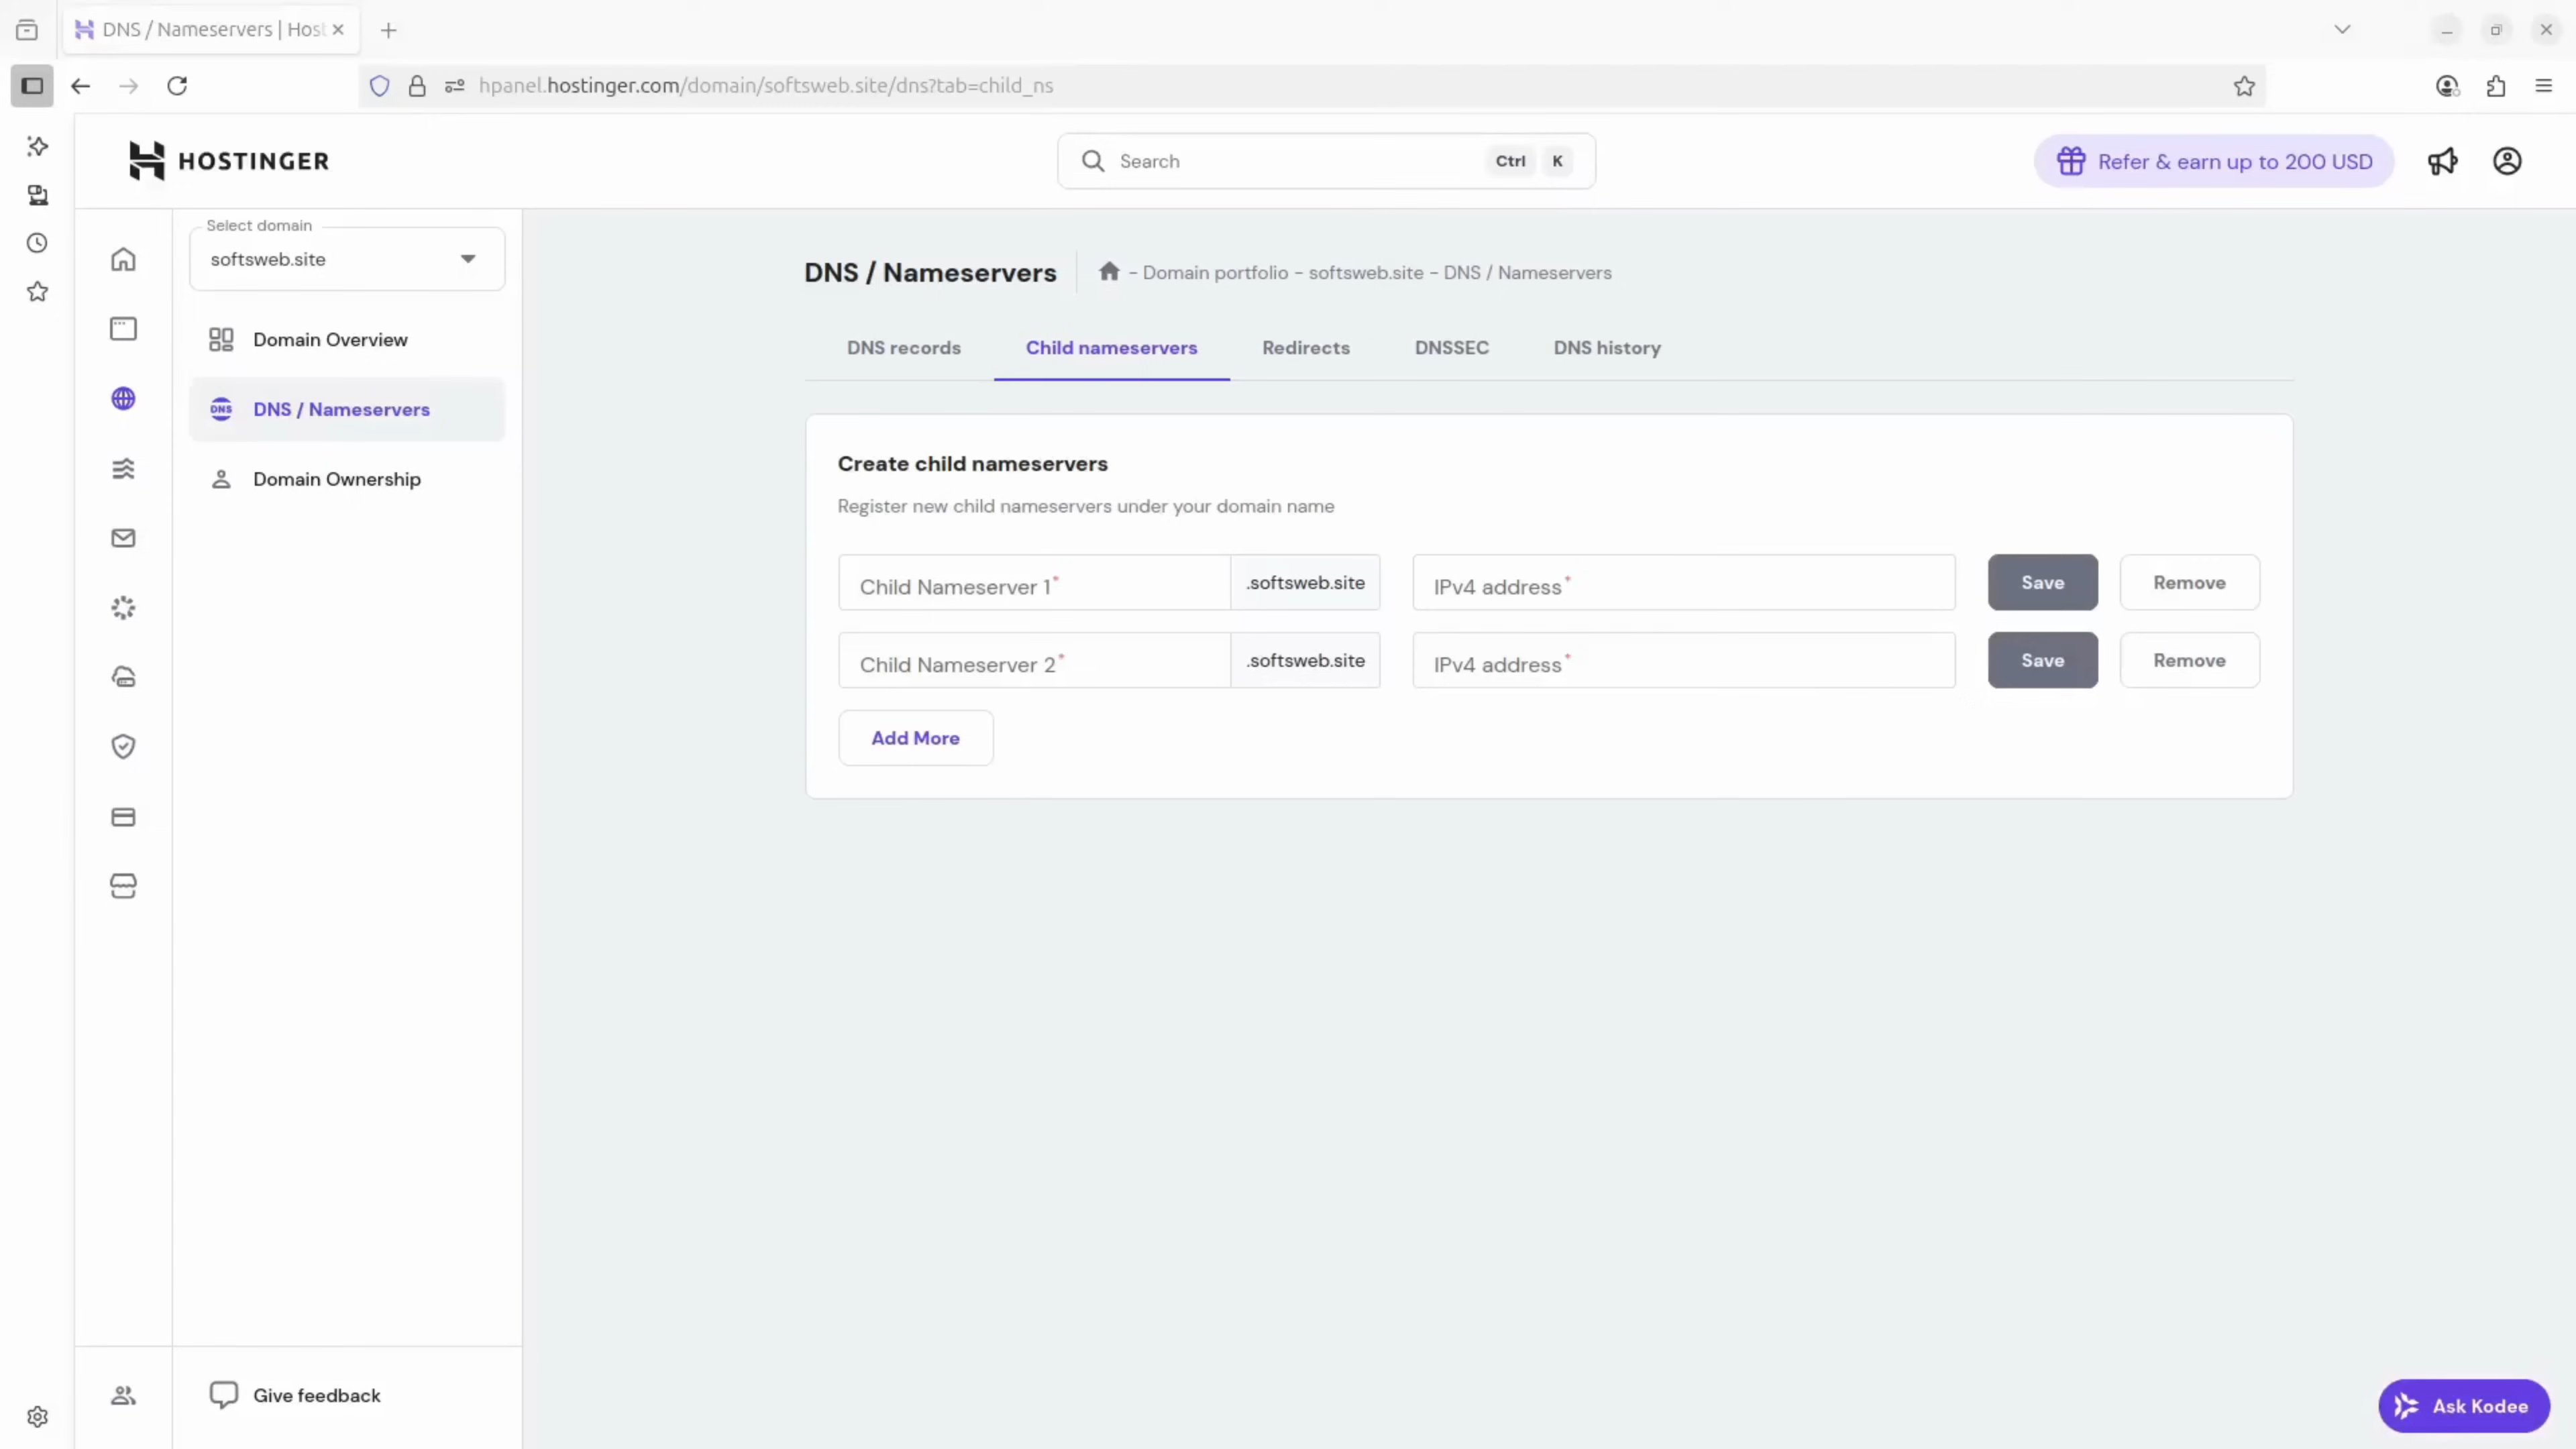 DNS / Nameservers | Host
hpanel.hostinger.com/domain/softsweb.site/dns?tab=child_ns
HOSTINGER
Search
Ctrl K
Refer & earn up to 200 USD
Select domain
softsweb.site
Domain Overview
DNS / Nameservers
Domain Ownership
DNS / Nameservers
- Domain portfolio - softsweb.site - DNS / Nameservers
DNS records
Child nameservers
Redirects
DNSSEC
DNS history
Create child nameservers
Register new child nameservers under your domain name
Child Nameserver 1* .softsweb.site IPv4 address* Save Remove
Child Nameserver 2* .softsweb.site IPv4 address* Save Remove
Add More
Give feedback
Ask Kodee